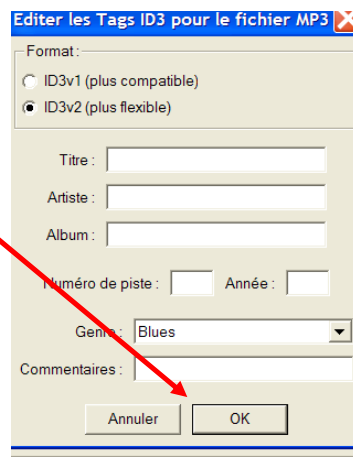 Editer les Tags ID3 pour le fichier MP3
Format :
ID3v1 (plus compatible)
ID3v2 (plus flexible)
Titre :
Artiste :
Album :
Numéro de piste : Année :
Genre : Blues
Commentaires :
Annuler OK